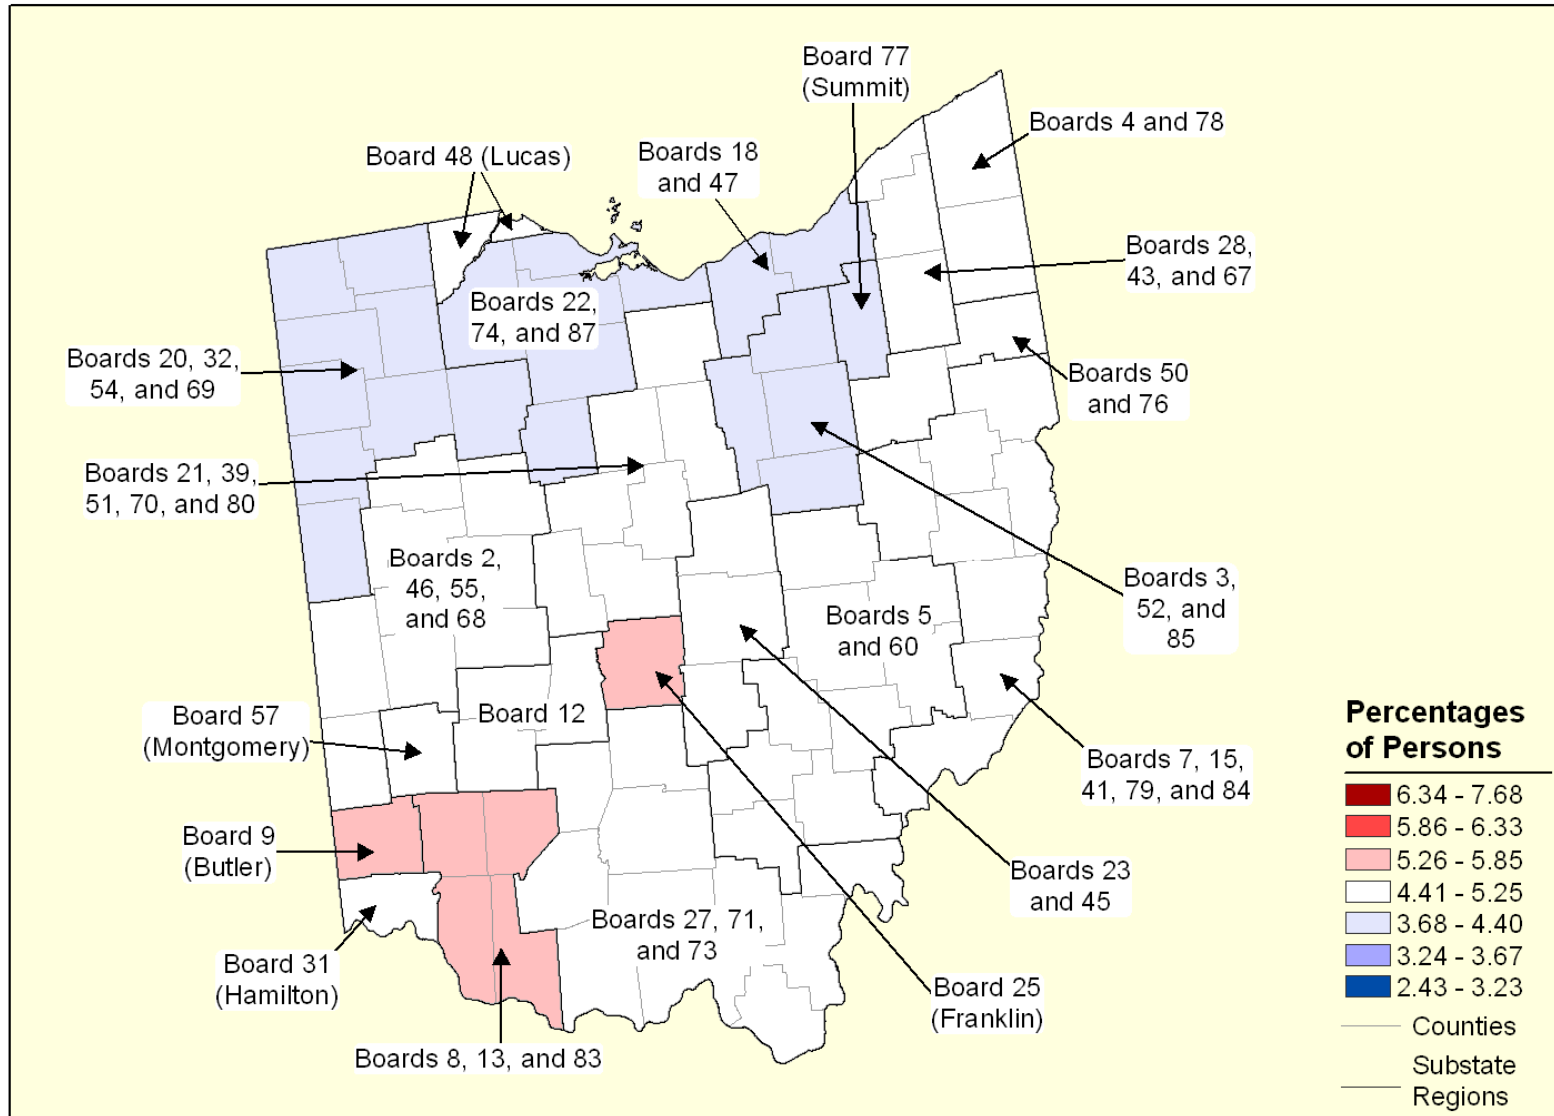 Board 77
(Summit)
Boards 4 and 78
Board 48 (Lucas)
Boards 18
and 47
Boards 28,
43, and 67
Boards 22,
74, and 87
Boards 20, 32,
54, and 69
Boards 50
and 76
Boards 21, 39,
51, 70, and 80
Boards 2,
46, 55,
and 68
Boards 3,
52, and
85
Boards 5
and 60
Board 57
(Montgomery)
Board 12
Boards 7, 15,
41, 79, and 84
Board 9
(Butler)
Boards 23
and 45
Boards 27, 71,
and 73
Board 31
(Hamilton)
Board 25
(Franklin)
Boards 8, 13, and 83
Percentages
of Persons
6.34 - 7.68
5.86 - 6.33
5.26 - 5.85
4.41 - 5.25
3.68 - 4.40
3.24 - 3.67
2.43 - 3.23
Counties
Substate
Regions